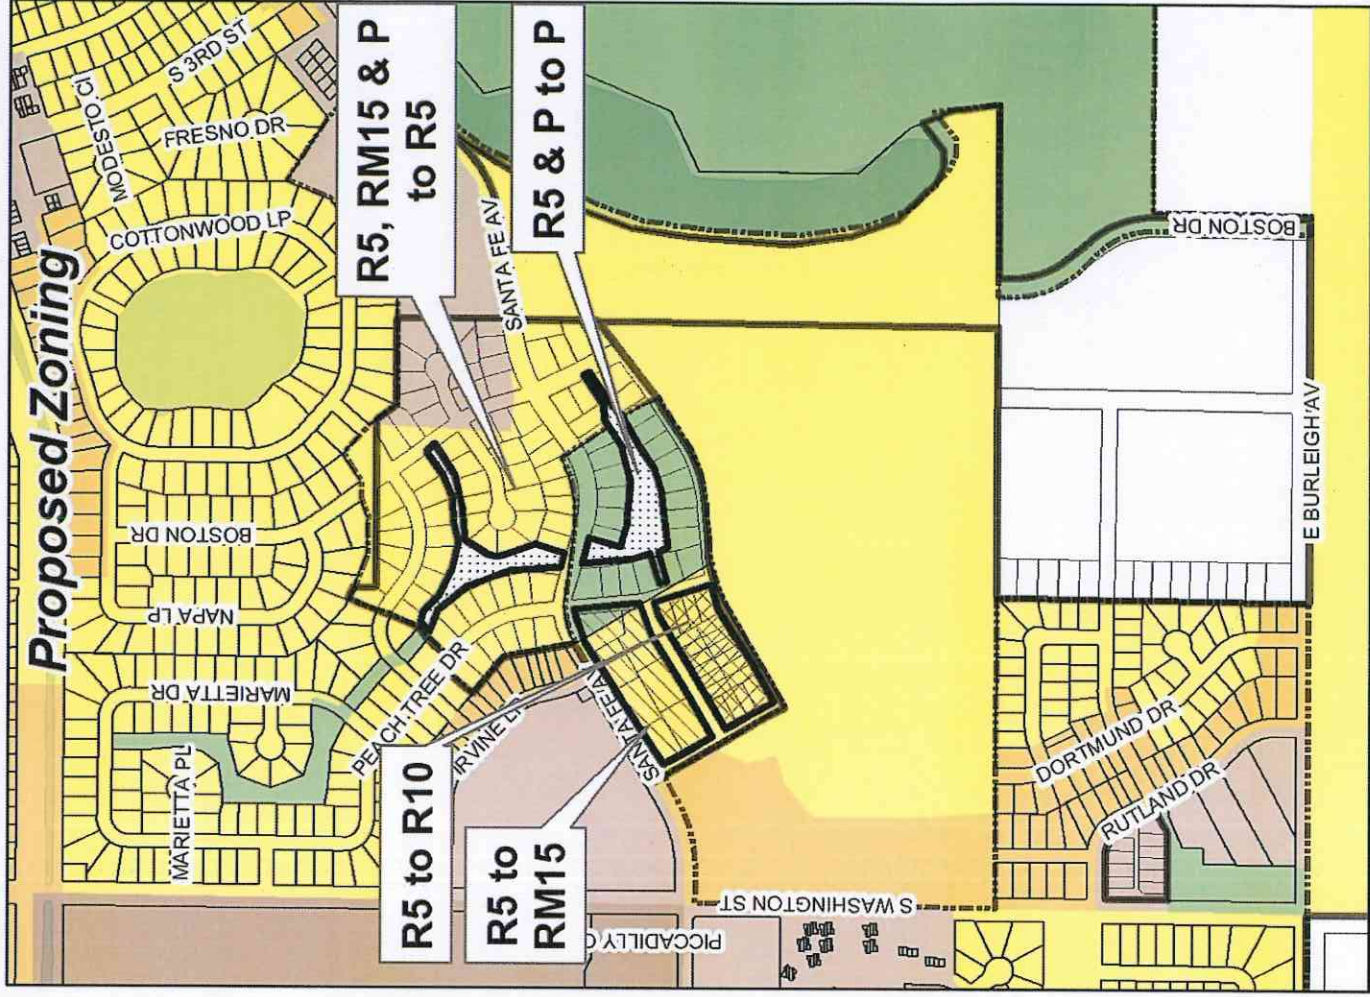 Proposed Zoning
MODESTO CI
S 3RD ST
FRESNO DR
COTTONWOOD LP
R5, RM15 & P
to R5
R5 & P to P
SANTA FE AV
BOSTON DR
NAPA LP
MARIETTA DR
MARIETTA PL
PEACH TREE DR
IRVINE
SANTA FE AV
R5 to R10
R5 to
RM15
PICCADILLY
S WASHINGTON ST
BOSTON DR
E BURLEIGH AV
DORTMUND DR
RUTLAND DR